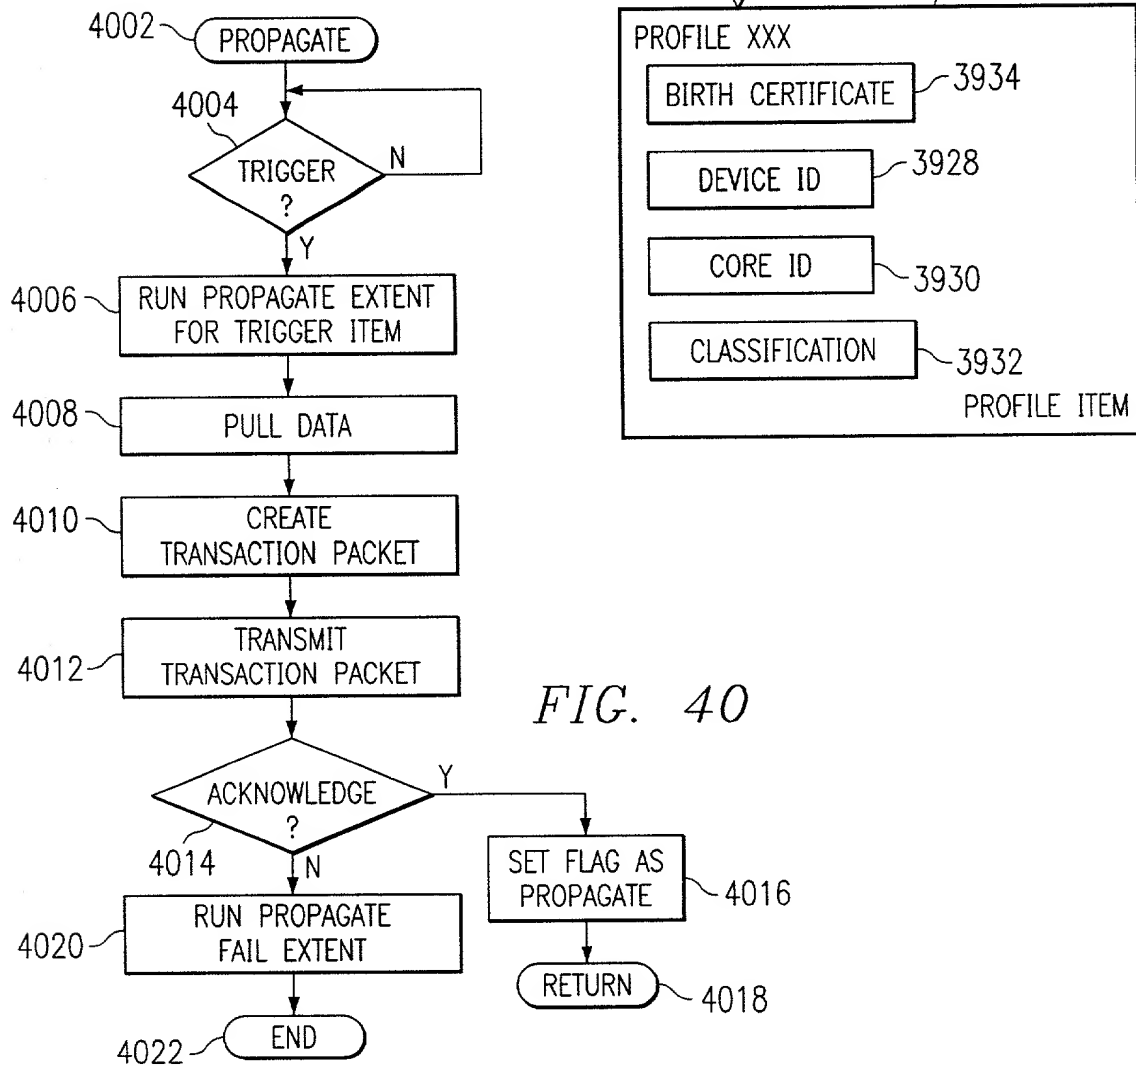 4002
PROPAGATE
4004
TRIGGER
?
N
Y
4006
RUN PROPAGATE EXTENT
FOR TRIGGER ITEM
4008
PULL DATA
4010
CREATE
TRANSACTION PACKET
4012
TRANSMIT
TRANSACTION PACKET
ACKNOWLEDGE
?
4014
Y
N
SET FLAG AS
PROPAGATE
4016
RETURN
4018
4020
RUN PROPAGATE
FAIL EXTENT
4022
END
FIG. 40
PROFILE XXX
BIRTH CERTIFICATE
3934
DEVICE ID
3928
CORE ID
3930
CLASSIFICATION
3932
PROFILE ITEM